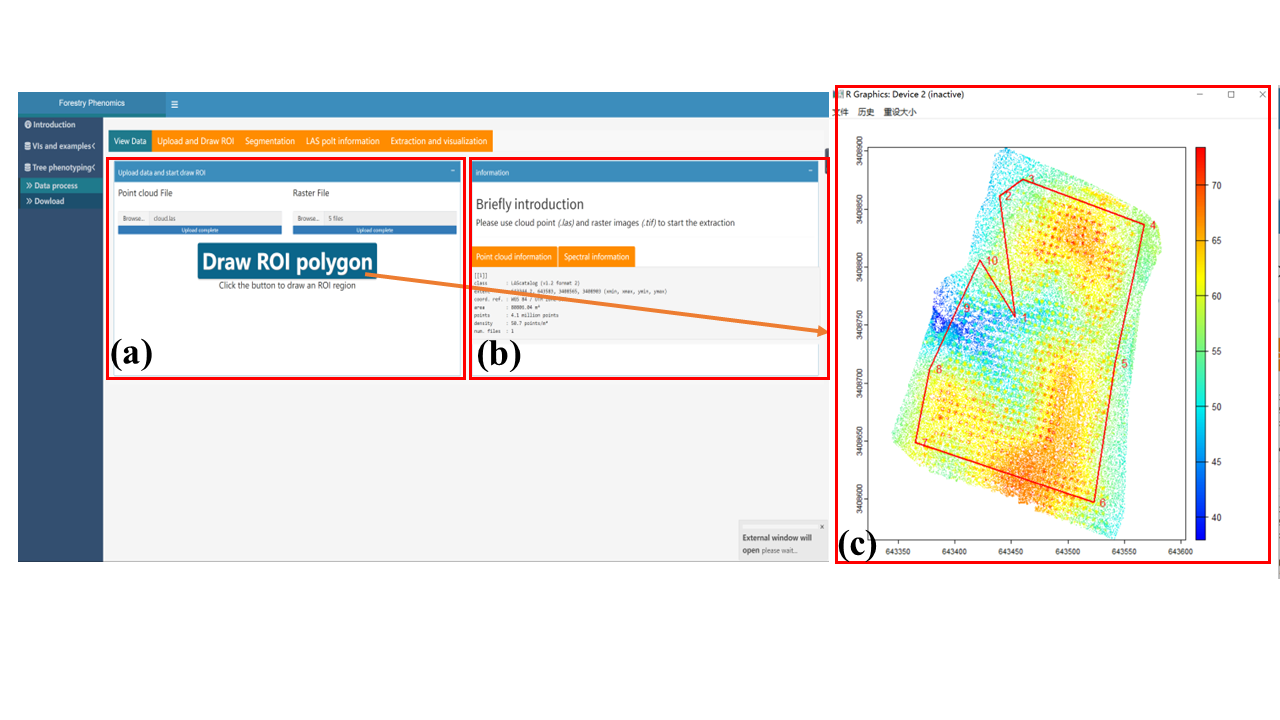 Forestry Phenomics
Introduction
Vis and examples
Tree phenotyping
Data process
Dowload
View Data Upload and Draw ROI Segmentation LAS polt information Extraction and visualization
Upload data and start draw ROI
Point cloud File Raster File
Browse... cloud.las Browse... 5 files
Upload complete Upload complete
Draw ROI polygon
Click the button to draw an ROI region
(a)
information
Briefly introduction
Please use cloud point (.las) and raster images (.tif) to start the extraction
Point cloud information Spectral information
[[1]]
class : LAScatalog (v1.2 format 2)
643583, 3408565, 3408903 (xmin, xmax, ymin, ymax)
coord. ref. : WGS 84 /
area : 80806.04 m²
points : 4.1 million points
density : 50.7 points/m²
num. files : 1
(b)
External window will
open please wait...
R Graphics: Device 2 (inactive)
文件 历史 重设大小
3408900
3408850
3408800
3408750
3408700
3408650
3408600
1
2
3
4
5
6
7
8
9
10
643350 643400 643450 643500 643550 643600
70
65
60
55
50
45
40
(c)